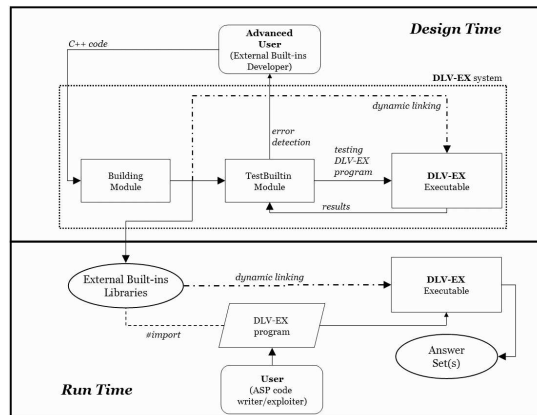 Advanced
User
(External Built-ins
Developer)
Design Time
C++ code
DLV-EX system
dynamic linking
error
detection
testing
DLV-EX
program
Building
Module
TestBuiltin
Module
DLV-EX
Executable
results
External Built-ins
Libraries
dynamic linking
DLV-EX
Executable
#import
DLV-EX
program
Answer
Set(s)
Run Time
User
(ASP code
writer/exploiter)